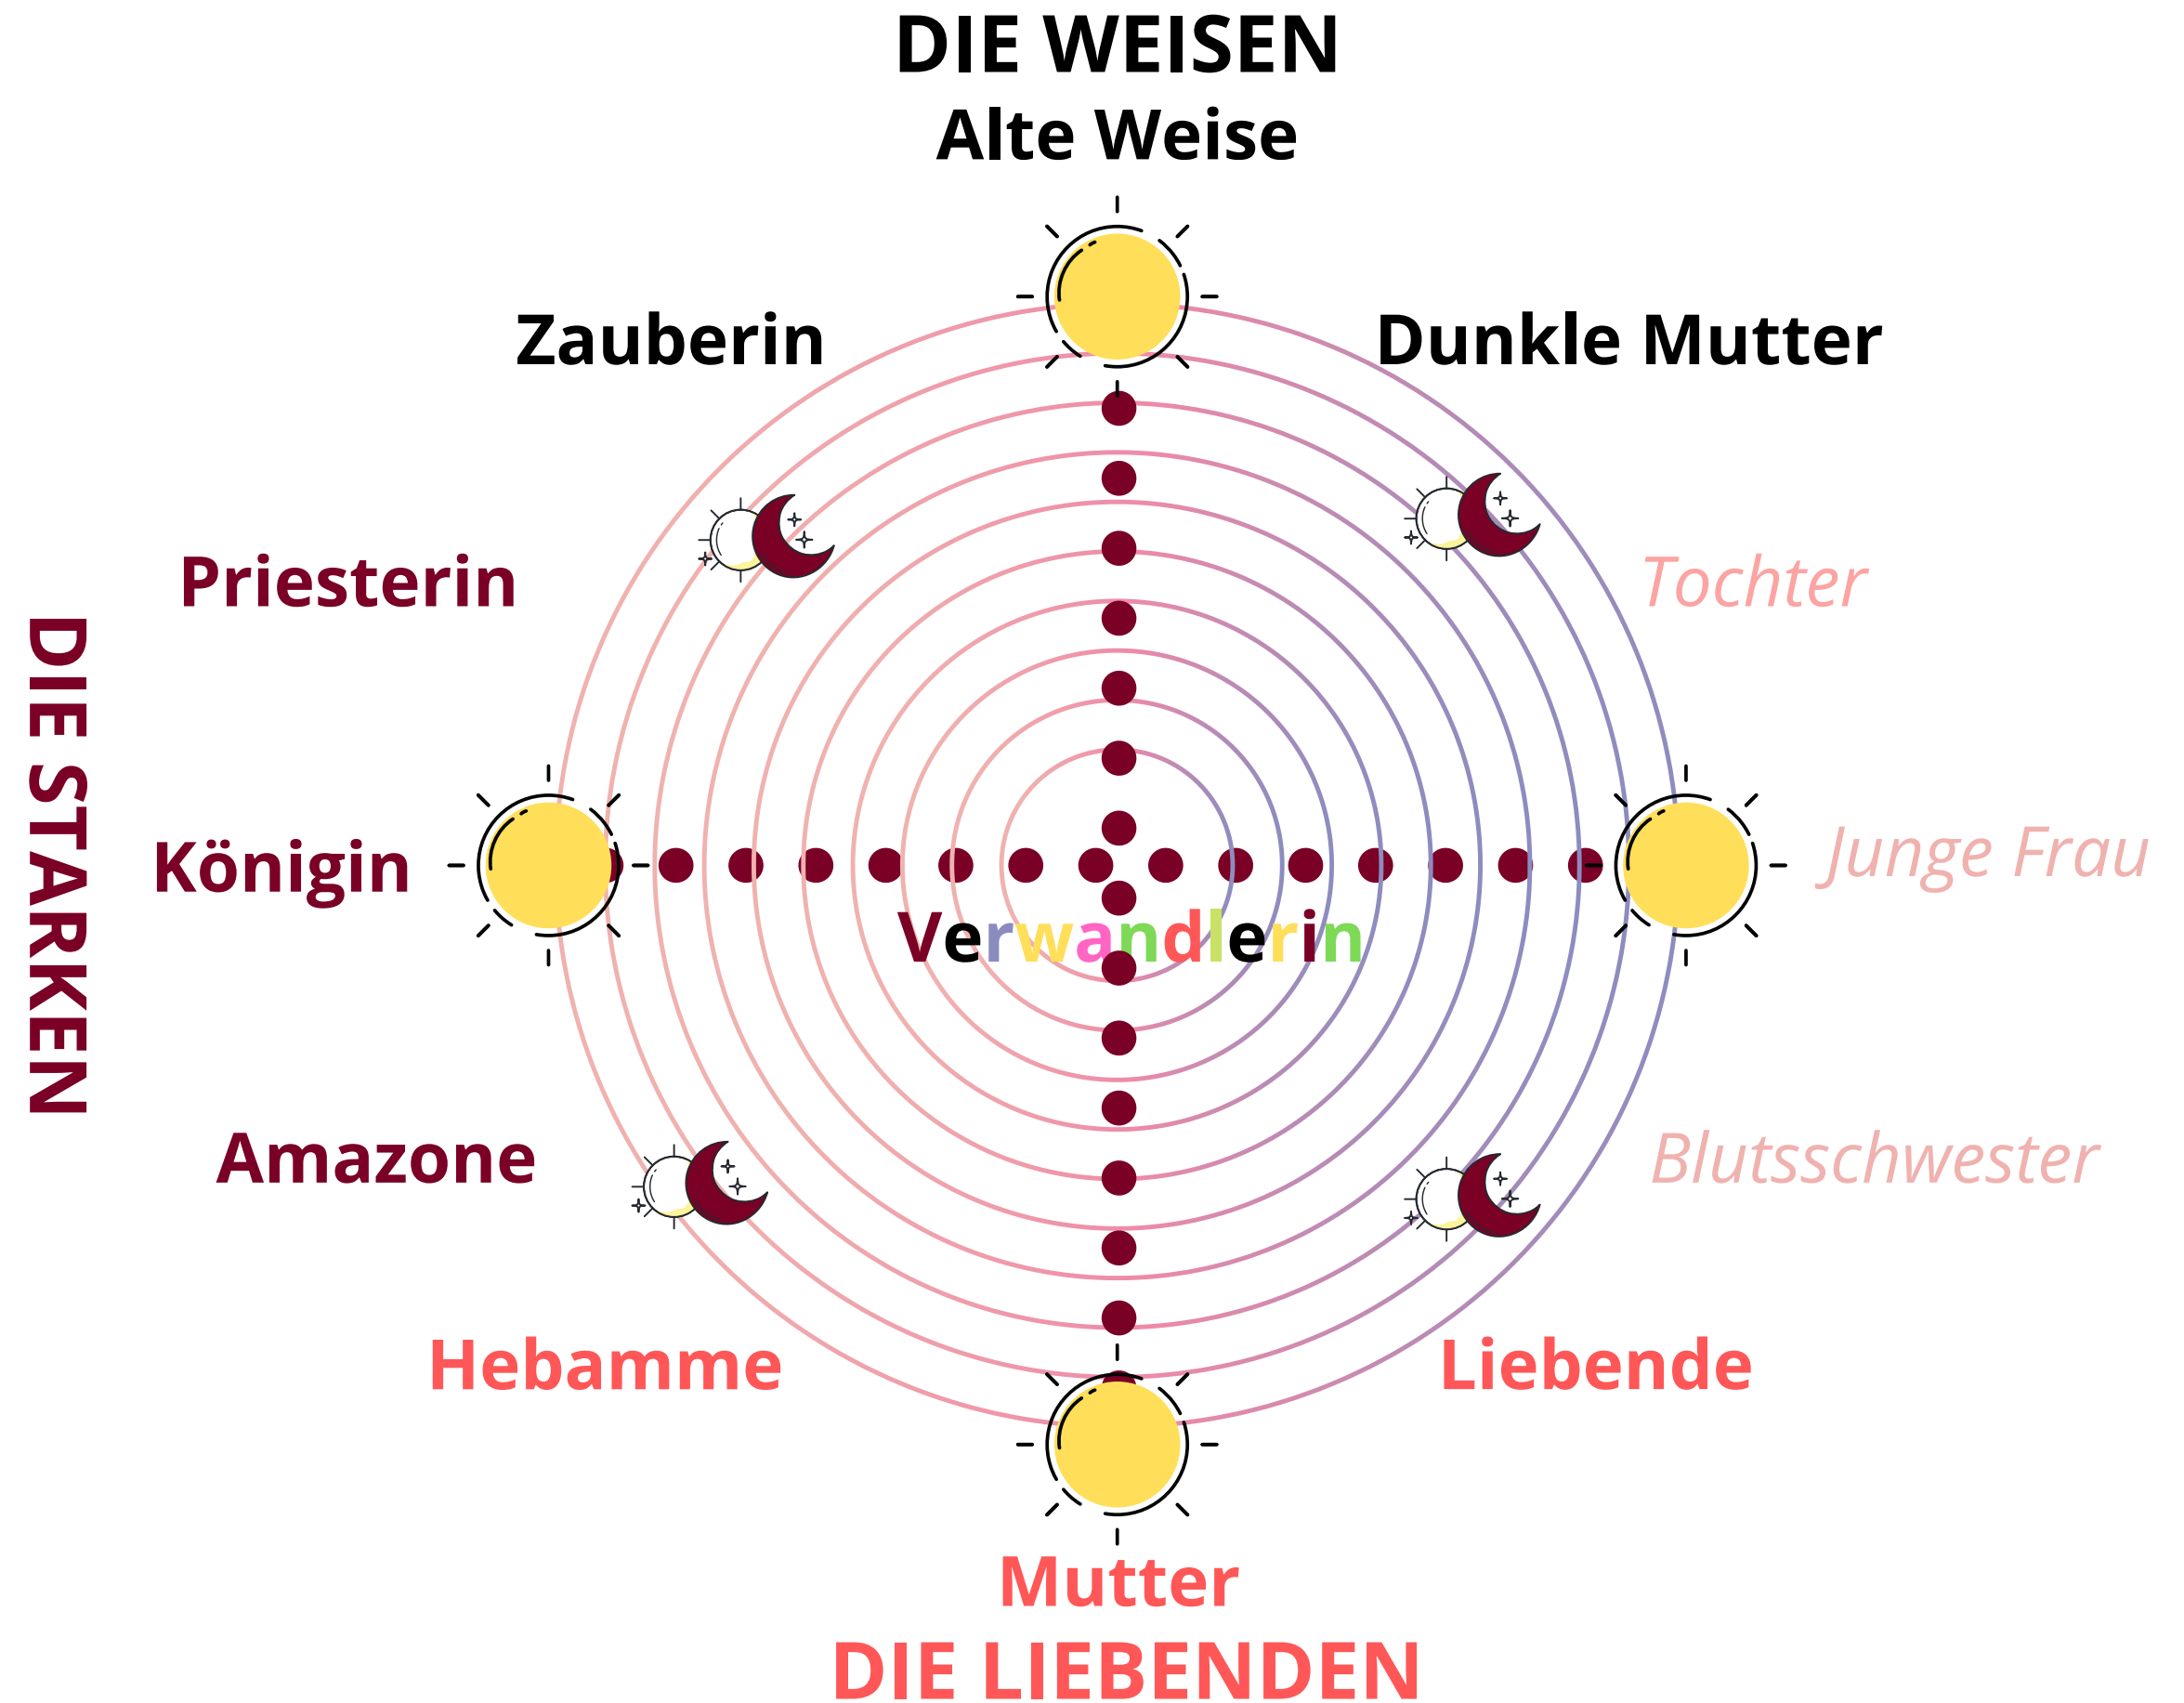 DIE WEISEN
Alte Weise
Zauberin
Dunkle Mutter
Priesterin
Tochter
DIE STARKEN
Königin
Junge Frau
Verwandlerin
Amazone
Blutsschwester
Hebamme
Liebende
Mutter
DIE LIEBENDEN